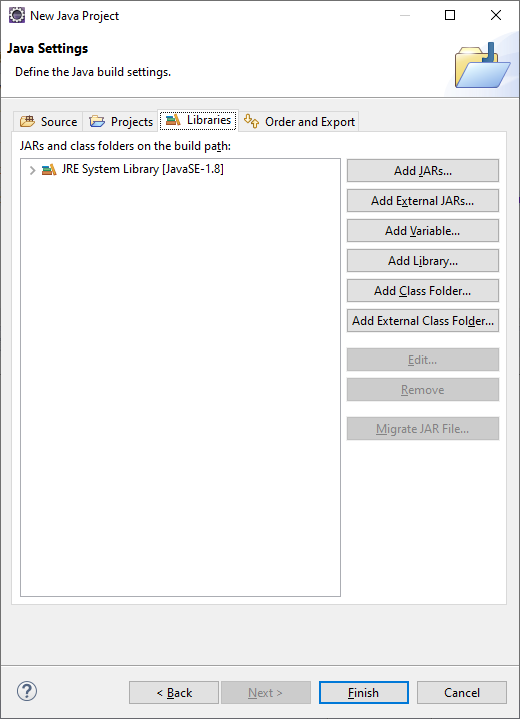 New Java Project
Java Settings
Define the Java build settings.
Source Projects Libraries Order and Export
JARs and class folders on the build path:
JRE System Library [JavaSE-1.8]
Add JARs...
Add External JARs...
Add Variable...
Add Library...
Add Class Folder...
Add External Class Folder...
Edit...
Remove
Migrate JAR File...
?
< Back Next > Finish Cancel